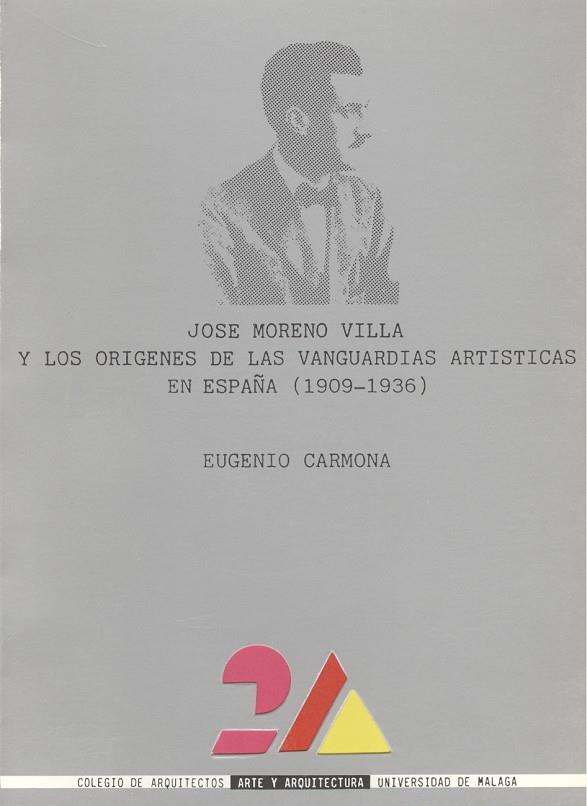 JOSE MORENO VILLA
Y LOS ORIGENES DE LAS VANGUARDIAS ARTISTICAS
EN ESPAÑA (1909-1936)
EUGENIO CARMONA
2A
COLEGIO DE ARQUITECTOS ARTE Y ARQUITECTURA UNIVERSIDAD DE MALAGA